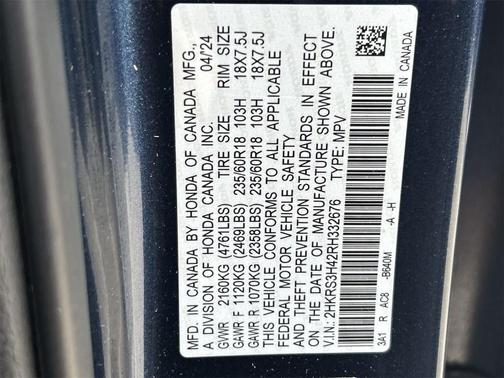 MFD. IN CANADA BY HONDA OF CANADA MFG.,
A DIVISION OF HONDA CANADA INC. 04/24
GVWR 2160KG (4761LBS) TIRE SIZE RIM SIZE
GAWR F 1120KG (2469LBS) 235/60R18 103H 18X7.5J
GAWR R 1070KG (2358LBS) 235/60R18 103H 18X7.5J
THIS VEHICLE CONFORMS TO ALL APPLICABLE
FEDERAL MOTOR VEHICLE SAFETY
AND THEFT PREVENTION STANDARDS IN EFFECT
ON THE DATE OF MANUFACTURE SHOWN ABOVE.
V.I.N: 2HKRS3H42RH332676 TYPE: MPV
3A1 R AC8 -B640M -A -H MADE IN CANADA